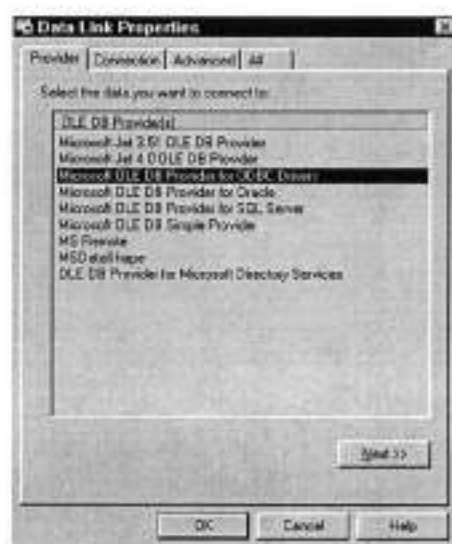 Data Link Properties
Provider Connection Advanced All
Select the data you want to connect to:
OLE DB Provider(s)
Microsoft Jet 3.51 OLE DB Provider
Microsoft Jet 4.0 OLE DB Provider
Microsoft OLE DB Provider for ODBC Drivers
Microsoft OLE DB Provider for Oracle
Microsoft OLE DB Provider for SQL Server
Microsoft OLE DB Simple Provider
MS Remote
MSDataShape
OLE DB Provider for Microsoft Directory Services
Next >>
OK Cancel Help